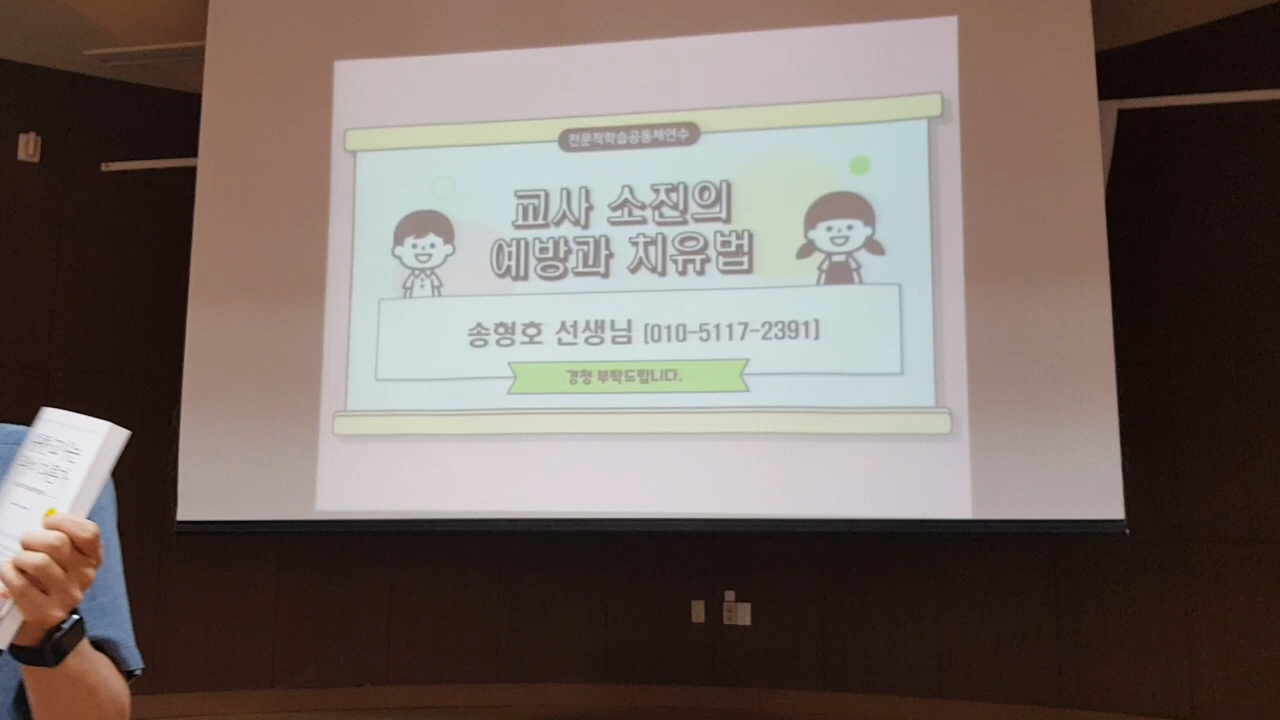 전문적학습공동체연수
교사 소진의
예방과 치유법
송형호 선생님 (010-5117-2391)
경청 부탁드립니다.